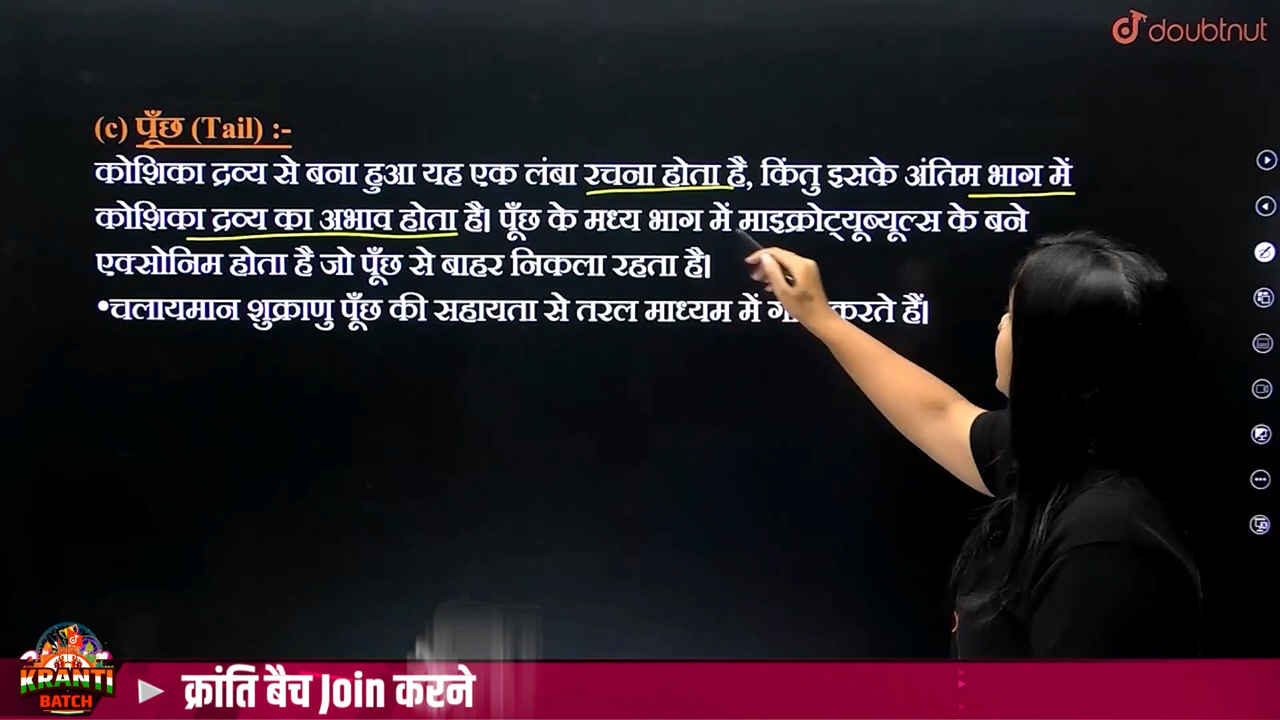 doubtnut
(c) पूँछ (Tail) :-
कोशिका द्रव्य से बना हुआ यह एक लंबा रचना होता है, किंतु इसके अंतिम भाग में
कोशिका द्रव्य का अभाव होता है। पूँछ के मध्य भाग में माइक्रोट्यूब्यूल्स के बने
एक्सोनिम होता है जो पूँछ से बाहर निकला रहता है।
•चलायमान शुक्राणु पूँछ की सहायता से तरल माध्यम में करते हैं।
KRANTI
BATCH
क्रांति बैच Join करने